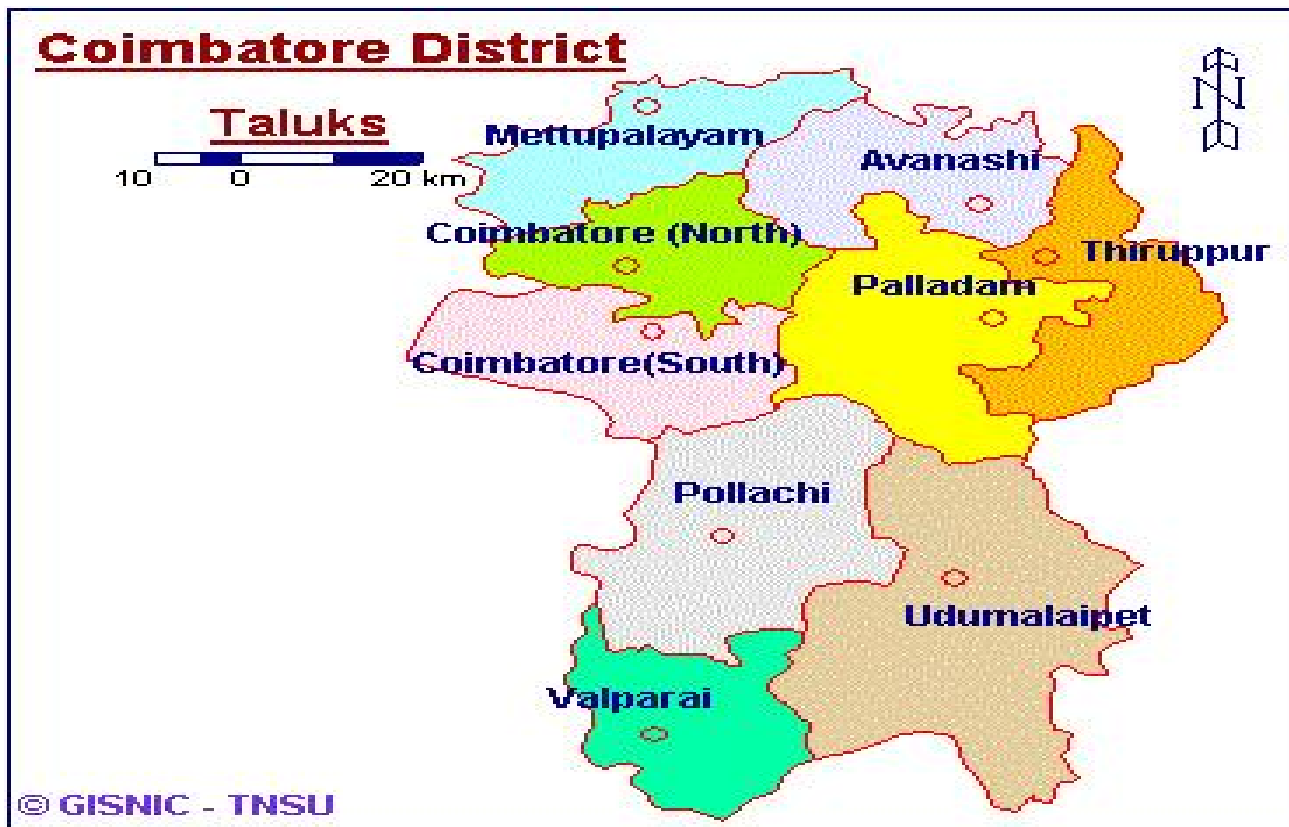 Coimbatore District
Taluks
10 0 20 km
N
Mettupalayam
Avanashi
Coimbatore (North)
Thiruppur
Palladam
Coimbatore(South)
Pollachi
Udumalaipet
Valparai
© GISNIC - TNSU